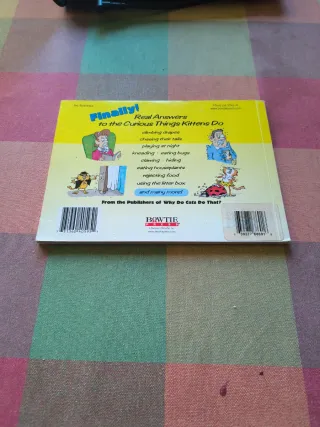 Finally!
Real Answers
to the Curious Things Kittens Do
climbing drapes
chasing their tails
playing at night
kneading · eating bugs
clawing · hiding
eating houseplants
rejecting food
using the litter box
and many more!
From the Publishers of Why Do Cats Do That?
BOWTIE
PRESS